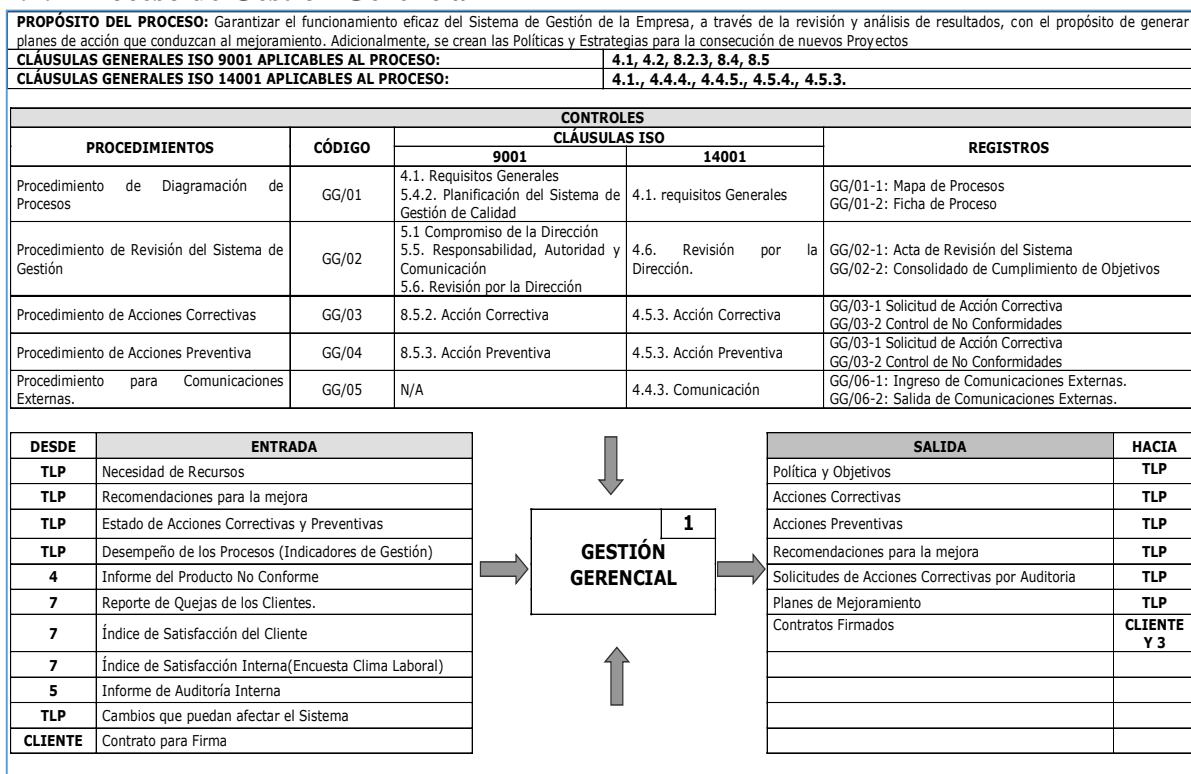 PROPÓSITO DEL PROCESO: Garantizar el funcionamiento eficaz del Sistema de Gestión de la Empresa, a través de la revisión y análisis de resultados, con el propósito de generar
planes de acción que conduzcan al mejoramiento. Adicionalmente, se crean las Políticas y Estrategias para la consecución de nuevos Proyectos
CLÁUSULAS GENERALES ISO 9001 APLICABLES AL PROCESO: 4.1, 4.2, 8.2.3, 8.4, 8.5
CLÁUSULAS GENERALES ISO 14001 APLICABLES AL PROCESO: 4.1., 4.4.4., 4.4.5., 4.5.4., 4.5.3.
CONTROLES
PROCEDIMIENTOS CÓDIGO CLÁUSULAS ISO REGISTROS
9001 14001
Procedimiento de Diagramación de
Procesos
GG/01
4.1. Requisitos Generales
5.4.2. Planificación del Sistema de
Gestión de Calidad
4.1. requisitos Generales
GG/01-1: Mapa de Procesos
GG/01-2: Ficha de Proceso
Procedimiento de Revisión del Sistema de
Gestión
GG/02
5.1 Compromiso de la Dirección
5.5. Responsabilidad, Autoridad y
Comunicación
5.6. Revisión por la Dirección
4.6. Revisión por la
Dirección.
GG/02-1: Acta de Revisión del Sistema
GG/02-2: Consolidado de Cumplimiento de Objetivos
Procedimiento de Acciones Correctivas
GG/03
8.5.2. Acción Correctiva
4.5.3. Acción Correctiva
GG/03-1 Solicitud de Acción Correctiva
GG/03-2 Control de No Conformidades
Procedimiento de Acciones Preventiva
GG/04
8.5.3. Acción Preventiva
4.5.3. Acción Preventiva
GG/03-1 Solicitud de Acción Correctiva
GG/03-2 Control de No Conformidades
Procedimiento para Comunicaciones
Externas.
GG/05
N/A
4.4.3. Comunicación
GG/06-1: Ingreso de Comunicaciones Externas.
GG/06-2: Salida de Comunicaciones Externas.
DESDE ENTRADA
TLP Necesidad de Recursos
TLP Recomendaciones para la mejora
TLP Estado de Acciones Correctivas y Preventivas
TLP Desempeño de los Procesos (Indicadores de Gestión)
4 Informe del Producto No Conforme
7 Reporte de Quejas de los Clientes.
7 Índice de Satisfacción del Cliente
7 Índice de Satisfacción Interna(Encuesta Clima Laboral)
5 Informe de Auditoría Interna
TLP Cambios que puedan afectar el Sistema
CLIENTE Contrato para Firma
1
GESTIÓN
GERENCIAL
SALIDA HACIA
Política y Objetivos TLP
Acciones Correctivas TLP
Acciones Preventivas TLP
Recomendaciones para la mejora TLP
Solicitudes de Acciones Correctivas por Auditoria TLP
Planes de Mejoramiento TLP
Contratos Firmados CLIENTE
Y 3